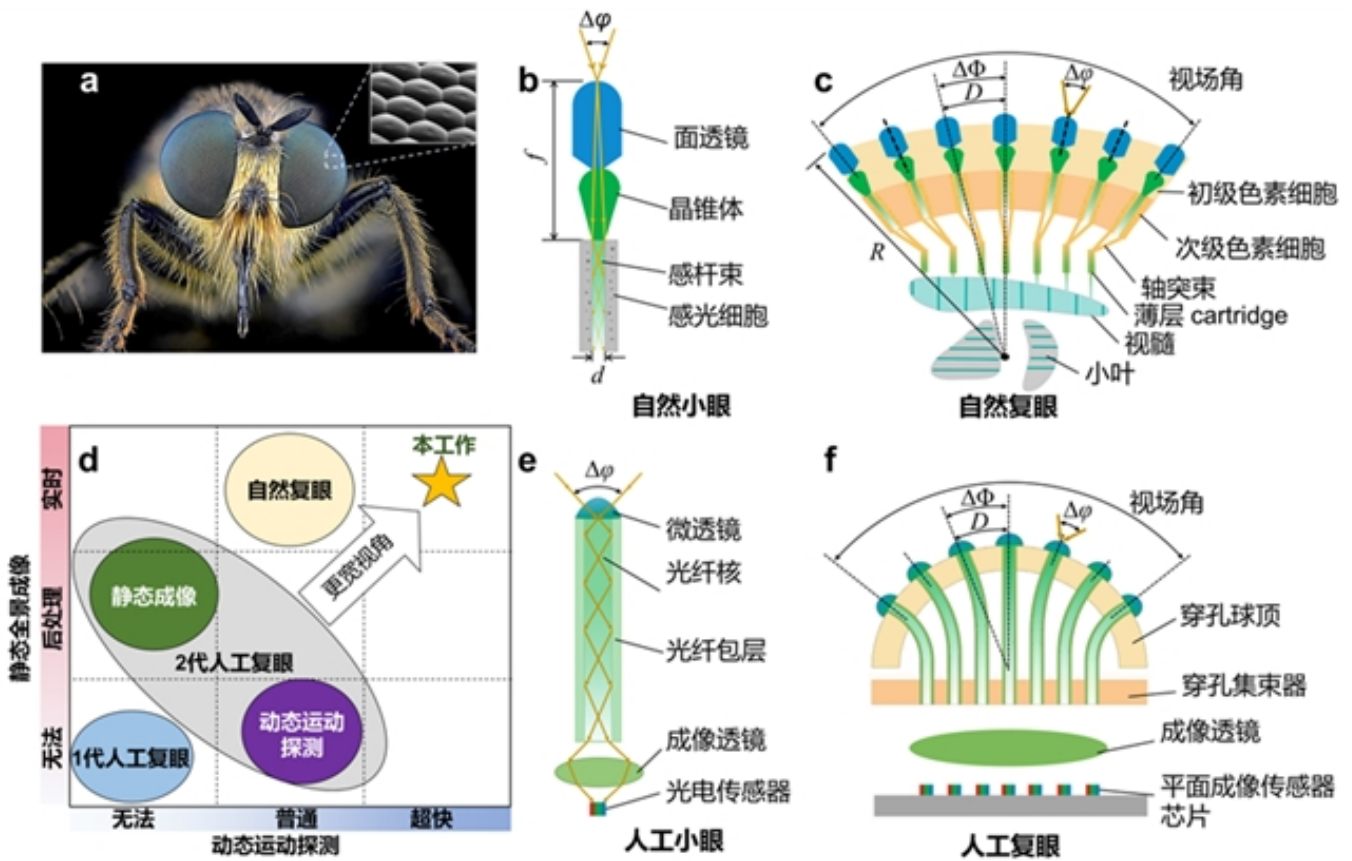 a
b
Δφ
f
面透镜
晶锥体
感杆束
感光细胞
d
自然小眼
c
ΔΦ
D
Δφ
视场角
R
初级色素细胞
次级色素细胞
轴突束
薄层 cartridge
视髓
小叶
自然复眼
d
静态全景成像
实时
后处理
无法
自然复眼
本工作
更宽视角
静态成像
2代人工复眼
动态运动
探测
1代人工复眼
无法
普通
超快
动态运动探测
e
Δφ
微透镜
光纤核
光纤包层
成像透镜
光电传感器
人工小眼
f
ΔΦ
D
Δφ
视场角
穿孔球顶
穿孔集束器
成像透镜
平面成像传感器
芯片
人工复眼